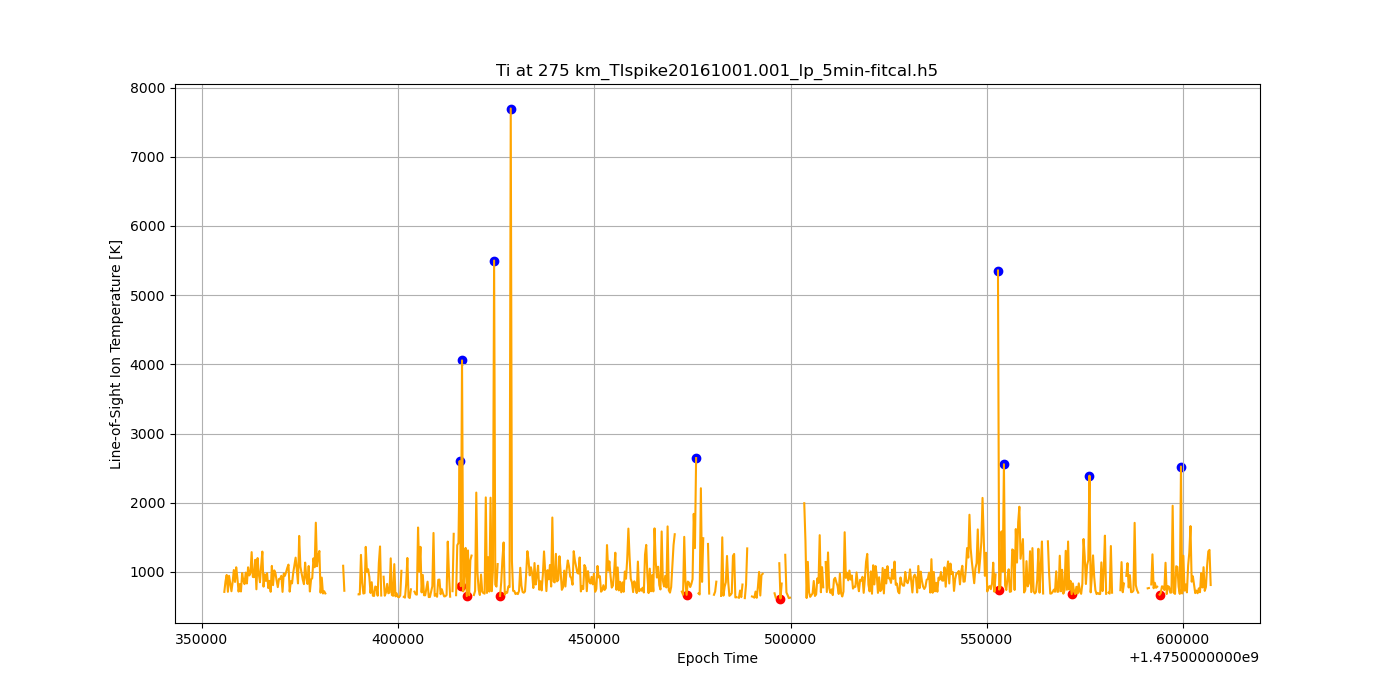 Ti at 275 km_TIspike20161001.001_lp_5min-fitcal.h5
8000
7000
6000
5000
4000
3000
2000
1000
Line-of-Sight Ion Temperature [K]
350000 400000 450000 500000 550000 600000
Epoch Time
+1.4750000000e9